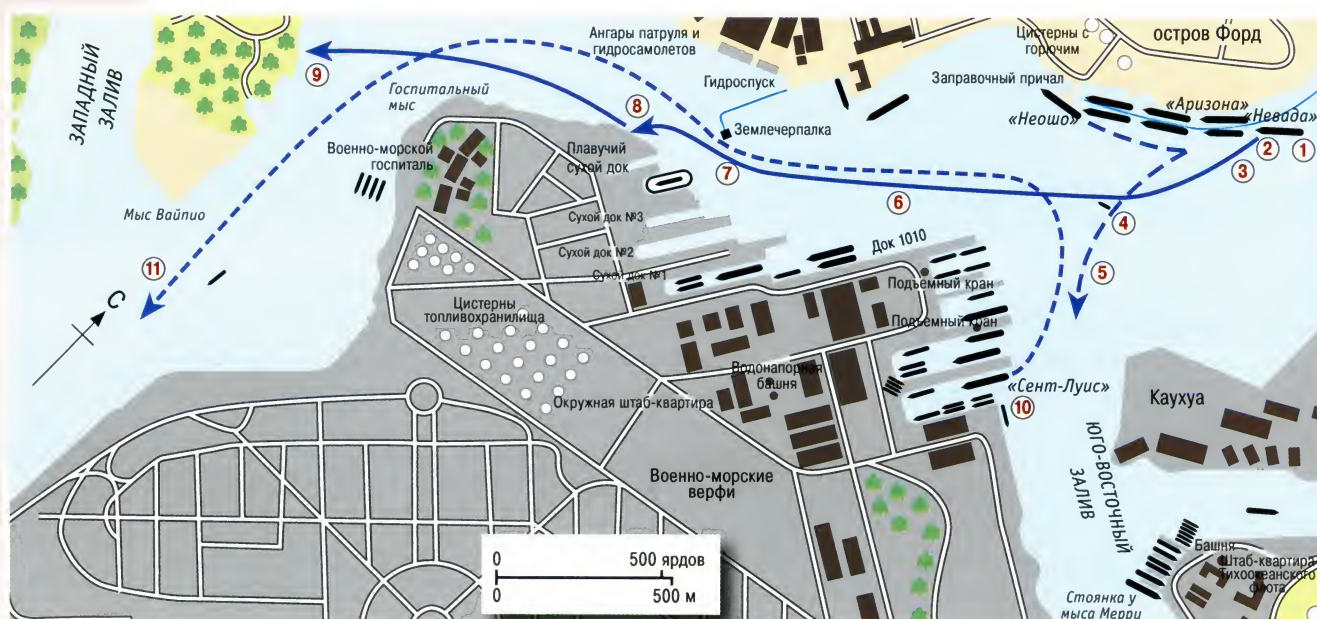 Ангары патруля и
гидросамолетов
Цистерны с
горючим
остров Форд
ЗАПАДНЫЙ
ЗАЛИВ
9
Госпитальный
мыс
Гидроспуск
Заправочный причал
«Аризона»
«Неошо»
«Невада»
8
Землечерпалка
1
2
3
Военно-морской
госпиталь
Плавучий
сухой док
7
6
4
Мыс Вайпио
Сухой док №3
Сухой док №2
Сухой док №1
Док 1010
5
11
С
Подъемный кран
Подъемный кран
Цистерны
топливохранилища
Водонапорная
башня
Окружная штаб-квартира
«Сент-Луис»
10
Каухуа
ЮГО-ВОСТОЧНЫЙ
ЗАЛИВ
Военно-морские
верфи
0 500 ярдов
0 500 м
Башня
Штаб-квартира
Тихоокеанского
флота
Стоянка у
мыса Мерри